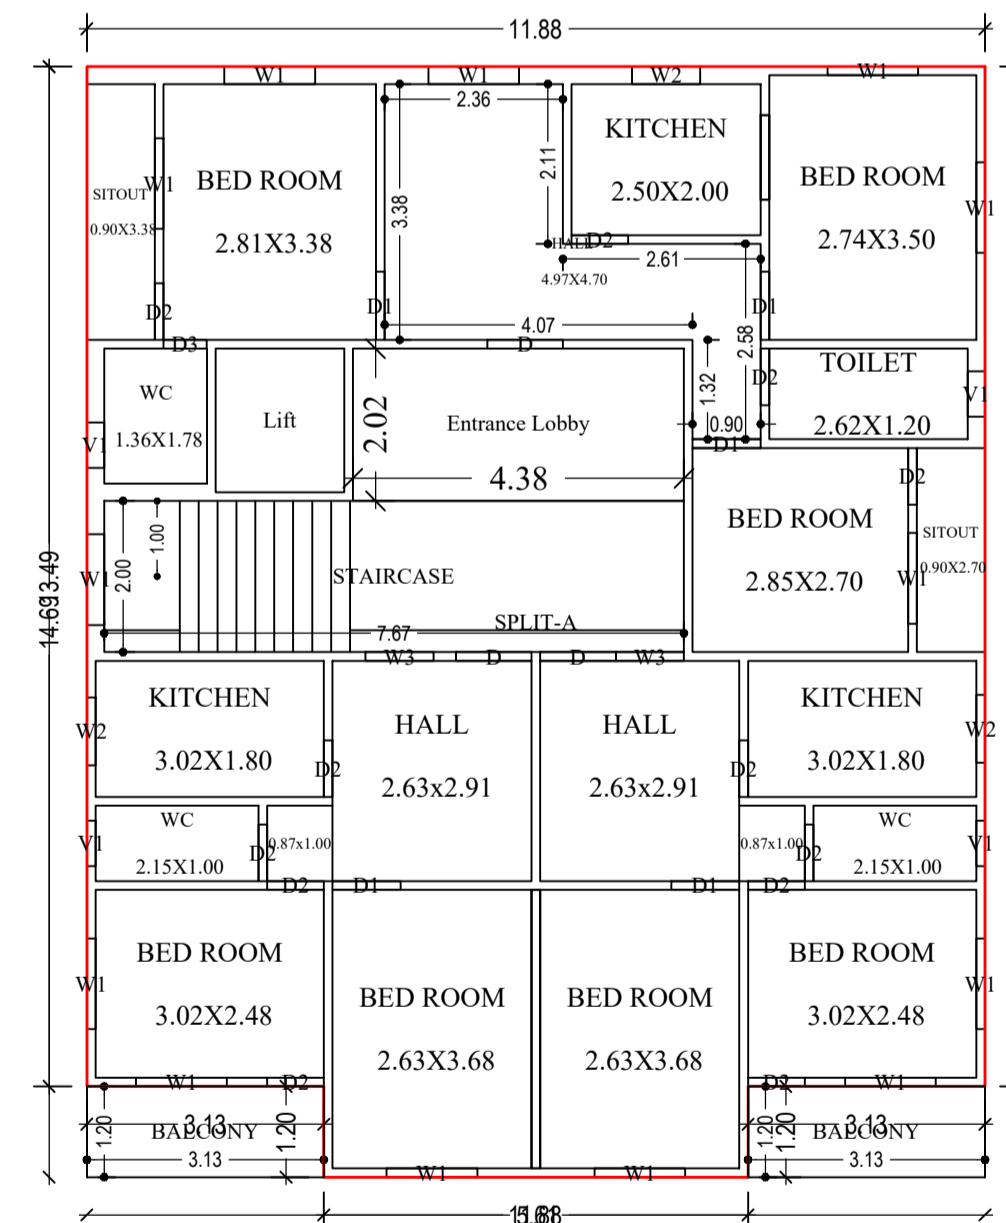 11.88
W1
W1
W2
W1
2.36
KITCHEN
2.50X2.00
2.11
3.38
BED ROOM
2.81X3.38
SITOUT
0.90X3.38
W1
BED ROOM
2.74X3.50
W1
D2
HALL
4.97X4.70
2.61
D2
D1
D1
4.07
2.58
D3
D
WC
1.36X1.78
V1
Lift
2.02
Entrance Lobby
4.38
1.32
0.90
D1
D2
TOILET
2.62X1.20
V1
14.69
13.49
W1
2.00
1.00
STAIRCASE
SPLIT-A
7.67
BED ROOM
2.85X2.70
D2
W1
SITOUT
0.90X2.70
W3
D
D
W3
KITCHEN
3.02X1.80
W2
D2
HALL
2.63x2.91
HALL
2.63x2.91
D2
KITCHEN
3.02X1.80
W2
WC
2.15X1.00
V1
D2
0.87x1.00
0.87x1.00
D2
WC
2.15X1.00
V1
D2
D1
D1
D2
BED ROOM
3.02X2.48
W1
BED ROOM
2.63X3.68
BED ROOM
2.63X3.68
BED ROOM
3.02X2.48
W1
W1
D2
D2
W1
1.20
3.13
BALCONY
3.13
1.20
1.20
1.20
3.13
BALCONY
3.13
W1
W1